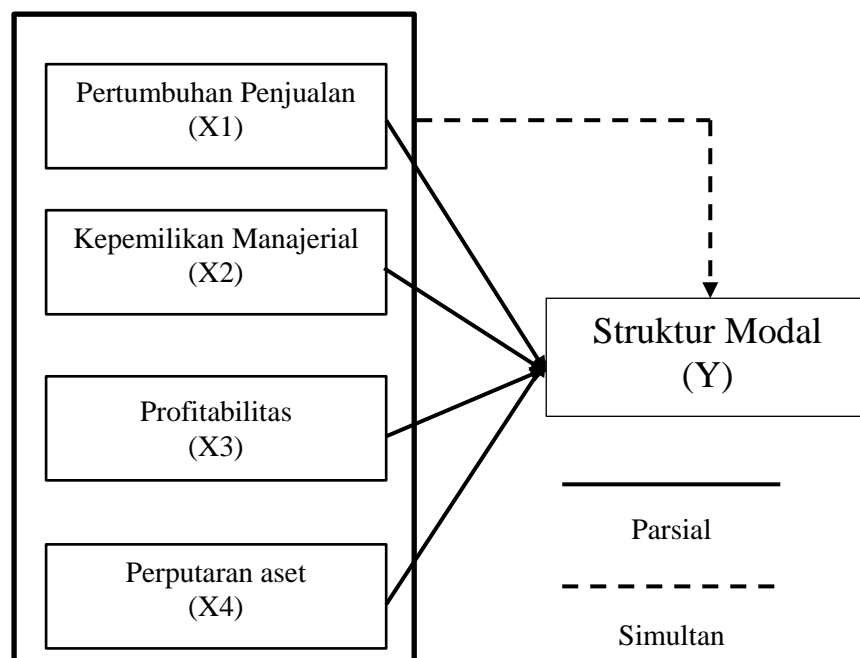 Pertumbuhan Penjualan
(X1)
Kepemilikan Manajerial
(X2)
Profitabilitas
(X3)
Perputaran aset
(X4)
Struktur Modal
(Y)
Parsial
Simultan